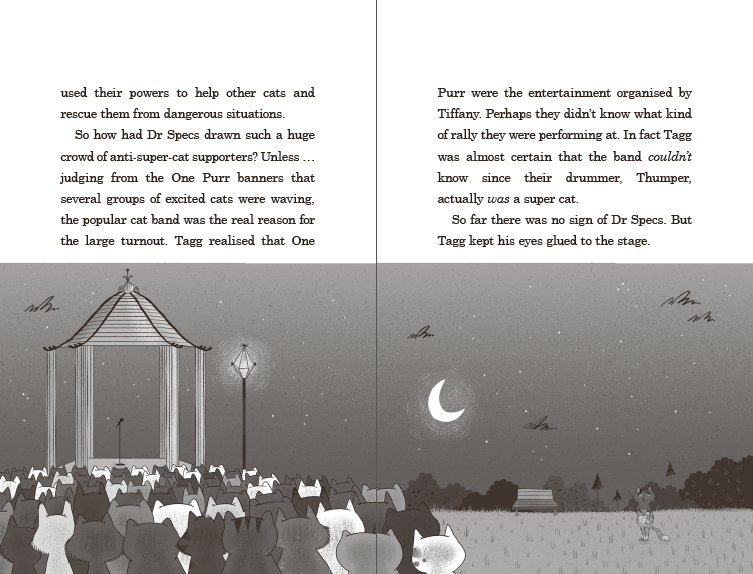 used their powers to help other cats and
rescue them from dangerous situations.
So how had Dr Specs drawn such a huge
crowd of anti-super-cat supporters? Unless …
judging from the One Purr banners that
several groups of excited cats were waving,
the popular cat band was the real reason for
the large turnout. Tagg realised that One
Purr were the entertainment organised by
Tiffany. Perhaps they didn’t know what kind
of rally they were performing at. In fact Tagg
was almost certain that the band couldn’t
know since their drummer, Thumper,
actually was a super cat.
So far there was no sign of Dr Specs. But
Tagg kept his eyes glued to the stage.